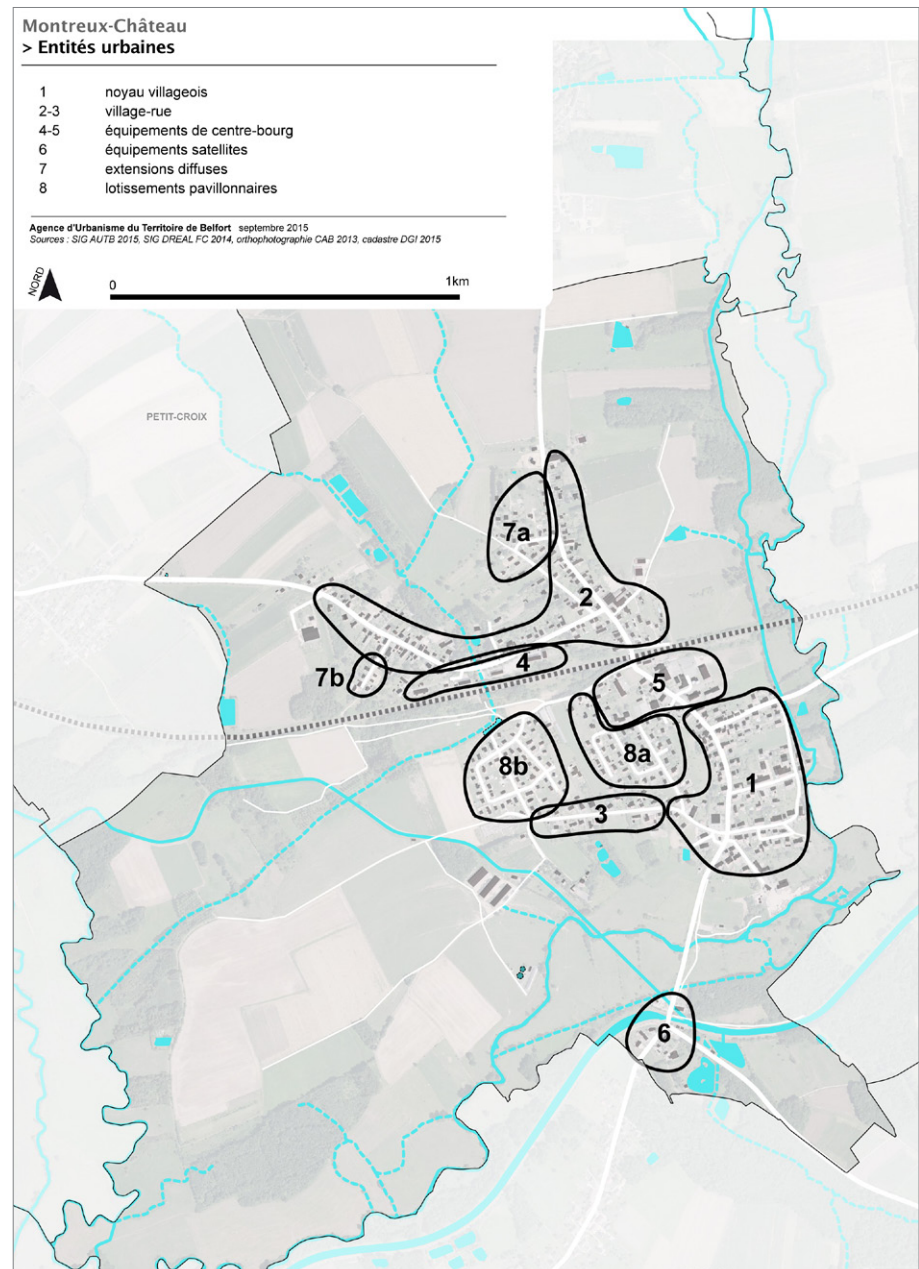 Montreux-Château
> Entités urbaines
1 noyau villageois
2-3 village-rue
4-5 équipements de centre-bourg
6 équipements satellites
7 extensions diffuses
8 lotissements pavillonnaires
Agence d'Urbanisme du Territoire de Belfort septembre 2015
Sources : SIG AUTB 2015, SIG DREAL FC 2014, orthophotographie CAB 2013, cadastre DGI 2015
NORD
0 1km
PETIT-CROIX
7a
2
4
7b
5
8a
8b
1
3
6